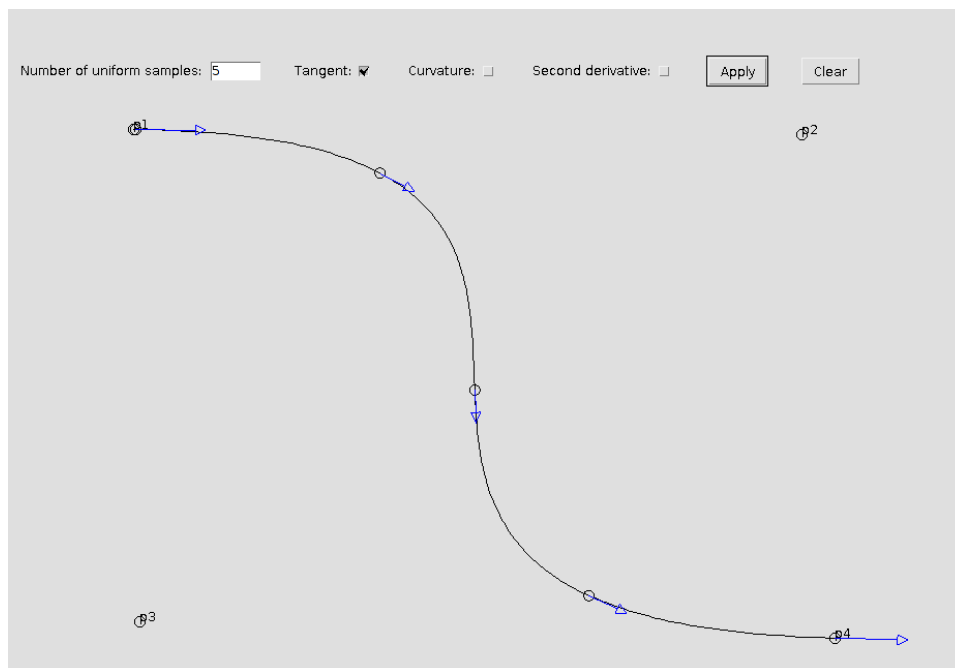 Number of uniform samples: 5 Tangent: Curvature: Second derivative: Apply Clear
p1
p2
p3
p4